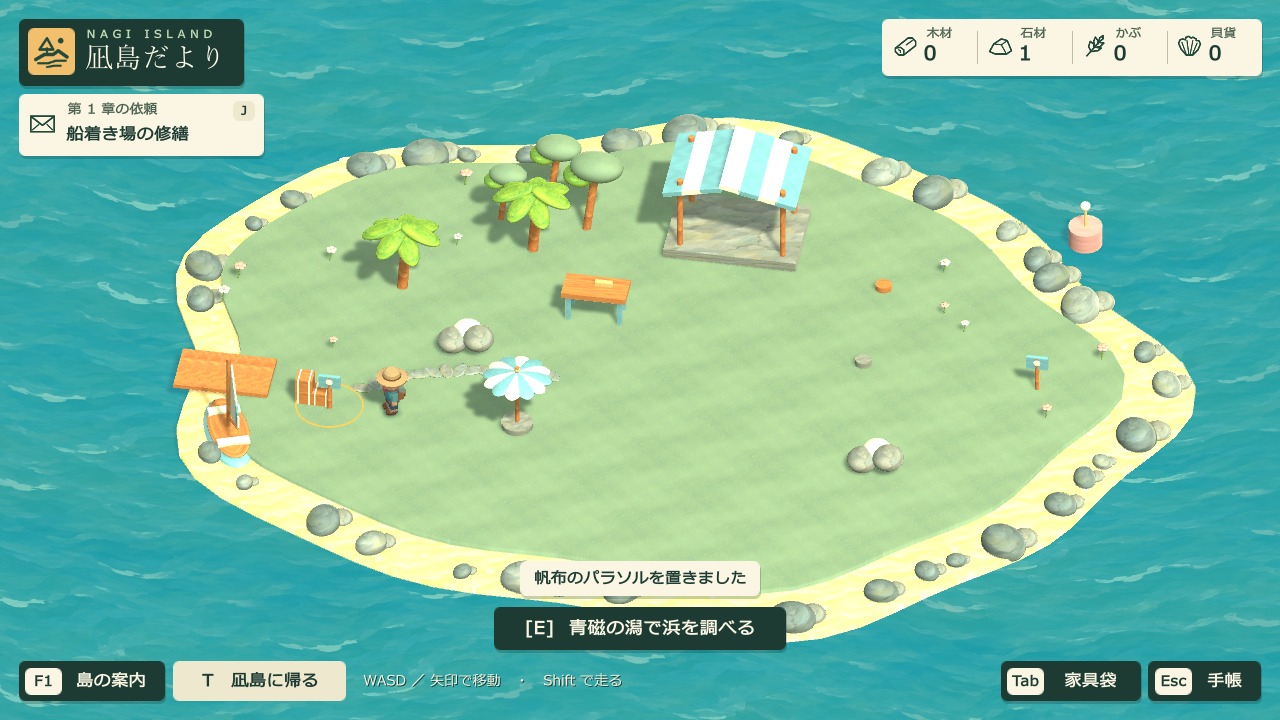 NAGI ISLAND
凪島だより
第 1 章の依頼
J
船着き場の修繕
木材
0
石材
1
かぶ
0
貝貨
0
帆布のパラソルを置きました
[E] 青磁の潟で浜を調べる
F1 島の案内
T 凪島に帰る
WASD ／ 矢印で移動 ・ Shift で走る
Tab 家具袋
Esc 手帳